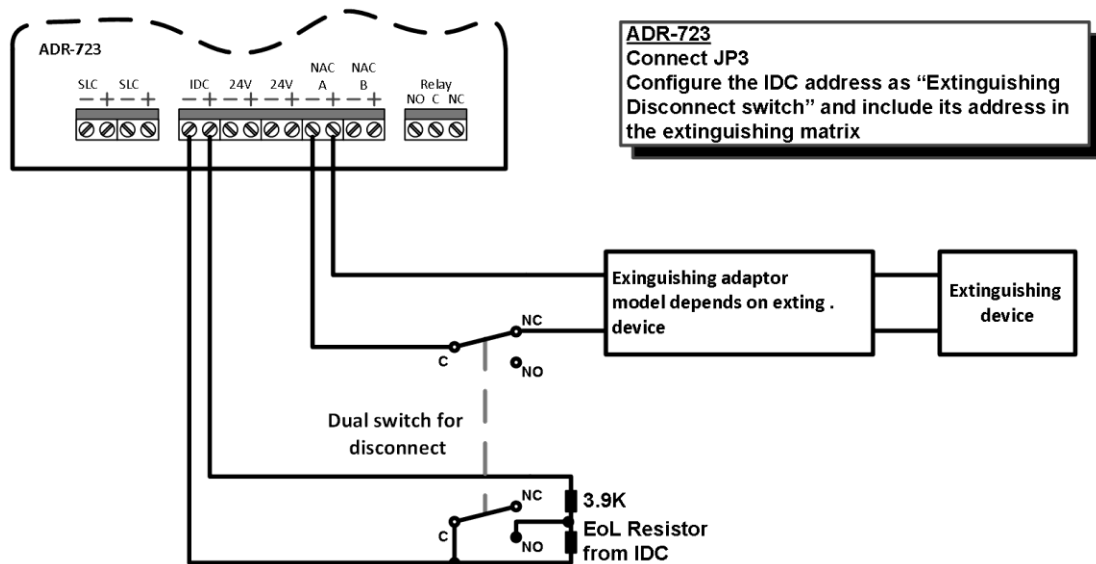 ADR-723
SLC SLC IDC 24V 24V NAC A NAC B Relay
− + − + − + − + − + − + − + NO C NC
ADR-723
Connect JP3
Configure the IDC address as “Extinguishing
Disconnect switch” and include its address in
the extinguishing matrix
Exinguishing adaptor
model depends on exting .
device
Extinguishing
device
NC
C
NO
Dual switch for
disconnect
NC
C
NO
3.9K
EoL Resistor
from IDC